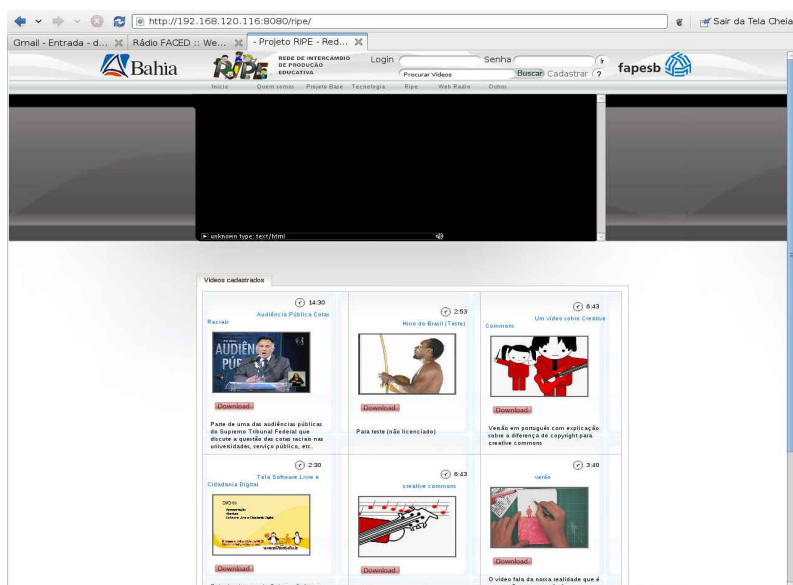 http://192.168.120.116:8080/ripe/
Sair da Tela Cheia
Gmail - Entrada - d...
Rádio FACED :: We...
- Projeto RIPE - Red...
Bahia
RIPE
REDE DE INTERCÂMBIO
DE PRODUÇÃO
EDUCATIVA
Login
Senha
Ir
Procurar Vídeos
Buscar
Cadastrar
?
fapesb
Início
Quem somos
Projeto Base
Tecnologia
Ripe
Web Radio
Outros
unknown type: text/html
Vídeos cadastrados
14:30
Audiência Pública Cotas
Raciais
AUDIÊN
PÚB
Download
Parte de uma das audiências públicas
do Supremo Tribunal Federal que
discute a questão das cotas raciais nas
universidades, serviço público, etc.
2:53
Hino do Brasil (Teste)
Download
Para teste (não licenciado)
6:43
Um vídeo sobre Creative
Commons
Download
Versão em português com explicação
sobre a diferença de copyright para
creative commons
2:30
Tela Software Livre e
Cidadania Digital
Download
6:43
creative commons
Download
3:40
verão
Download
O vídeo fala da nossa realidade que é